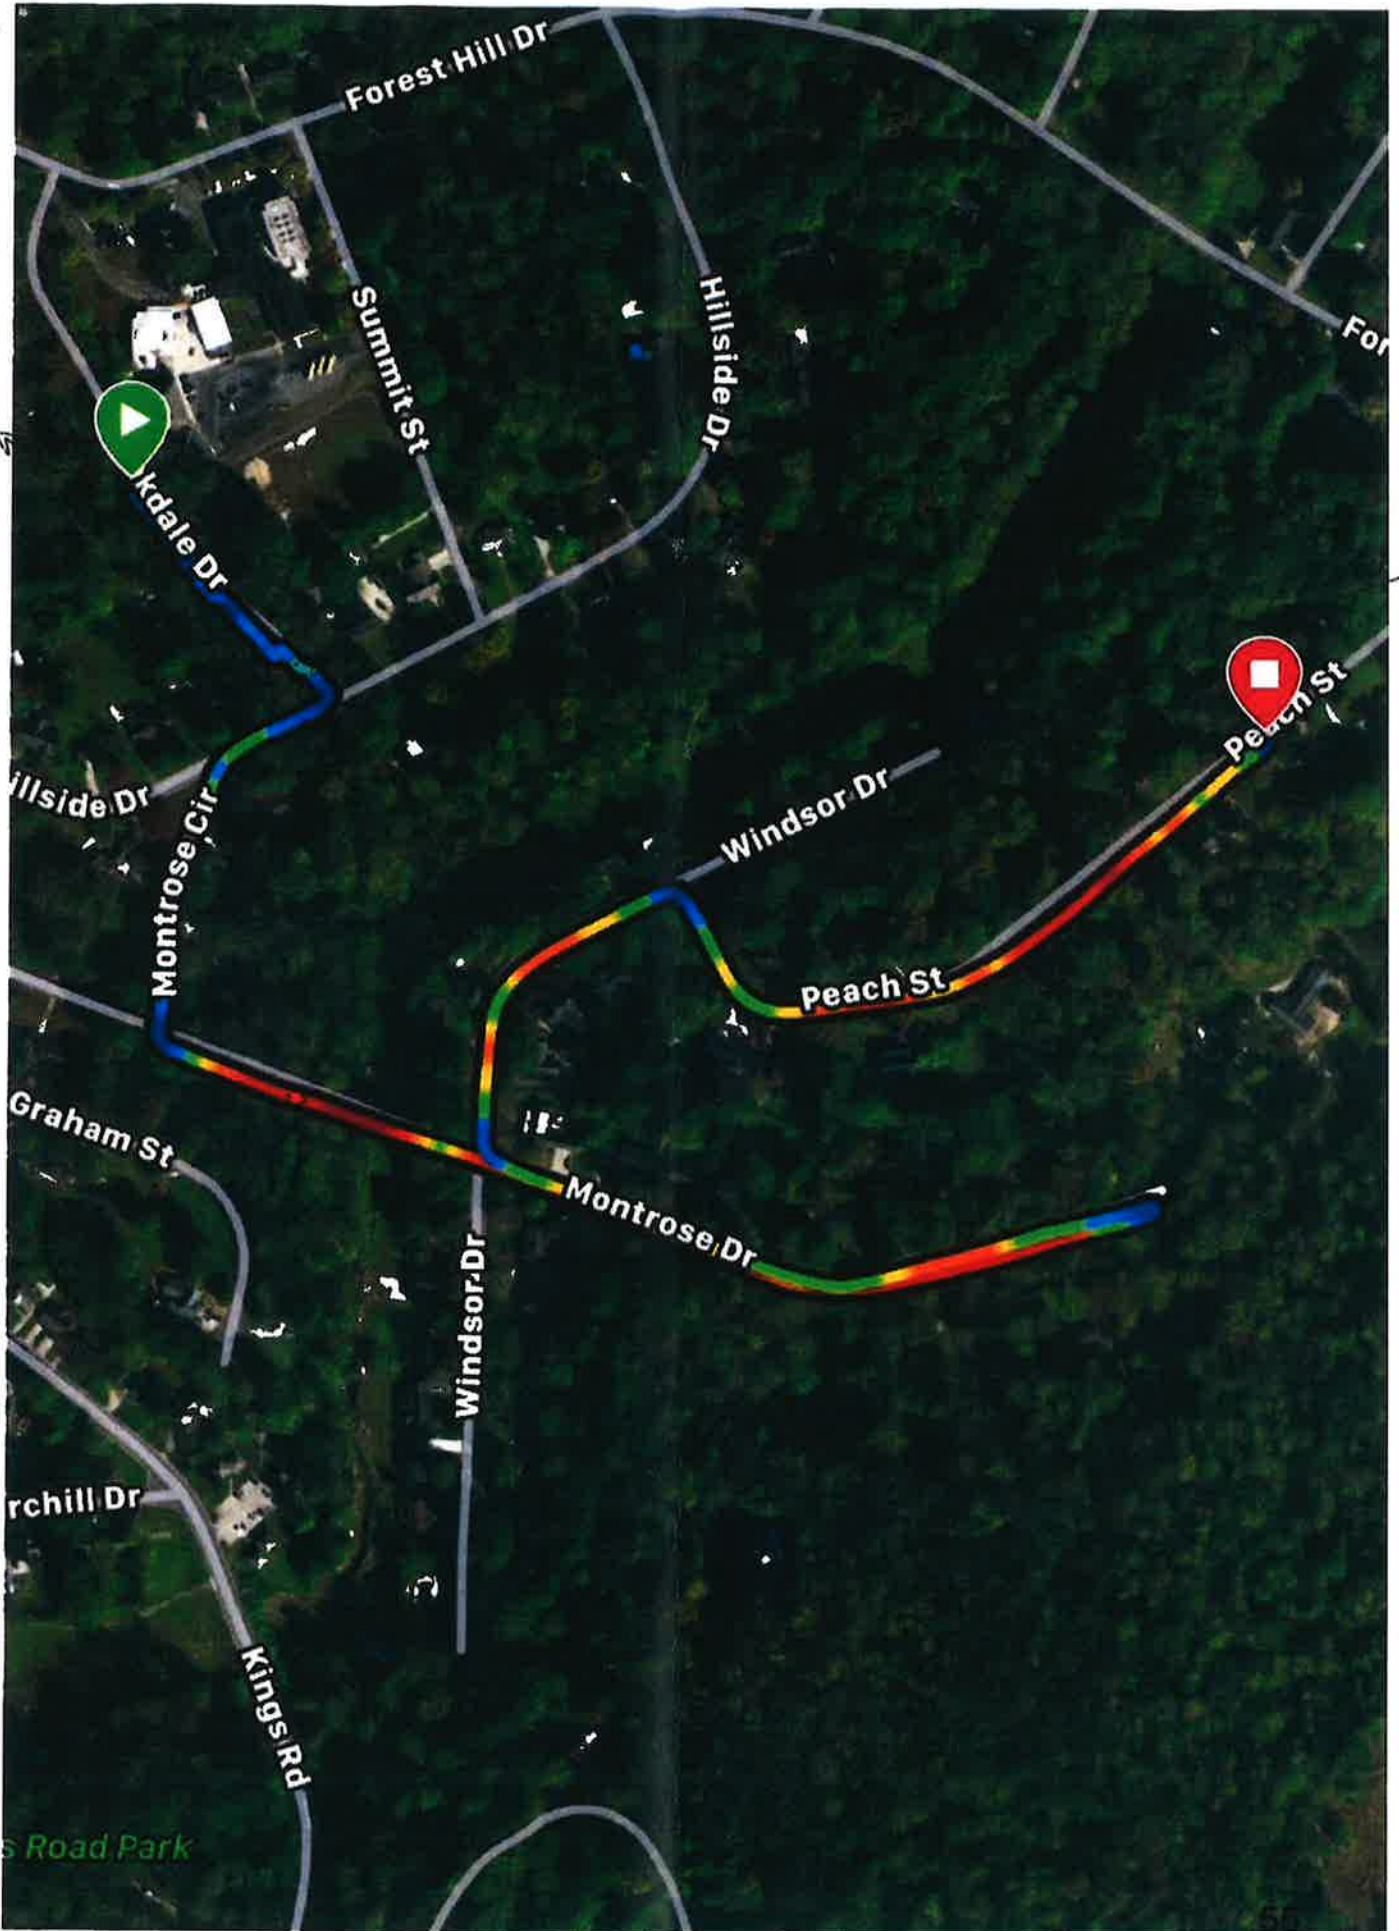 Forest Hill Dr
Summit St
Hillside Dr
For
kdale Dr
Peach St
illside Dr
Montrose Cir
Windsor Dr
Peach St
Graham St
Montrose Dr
Windsor Dr
rchill Dr
Kings Rd
s Road Park